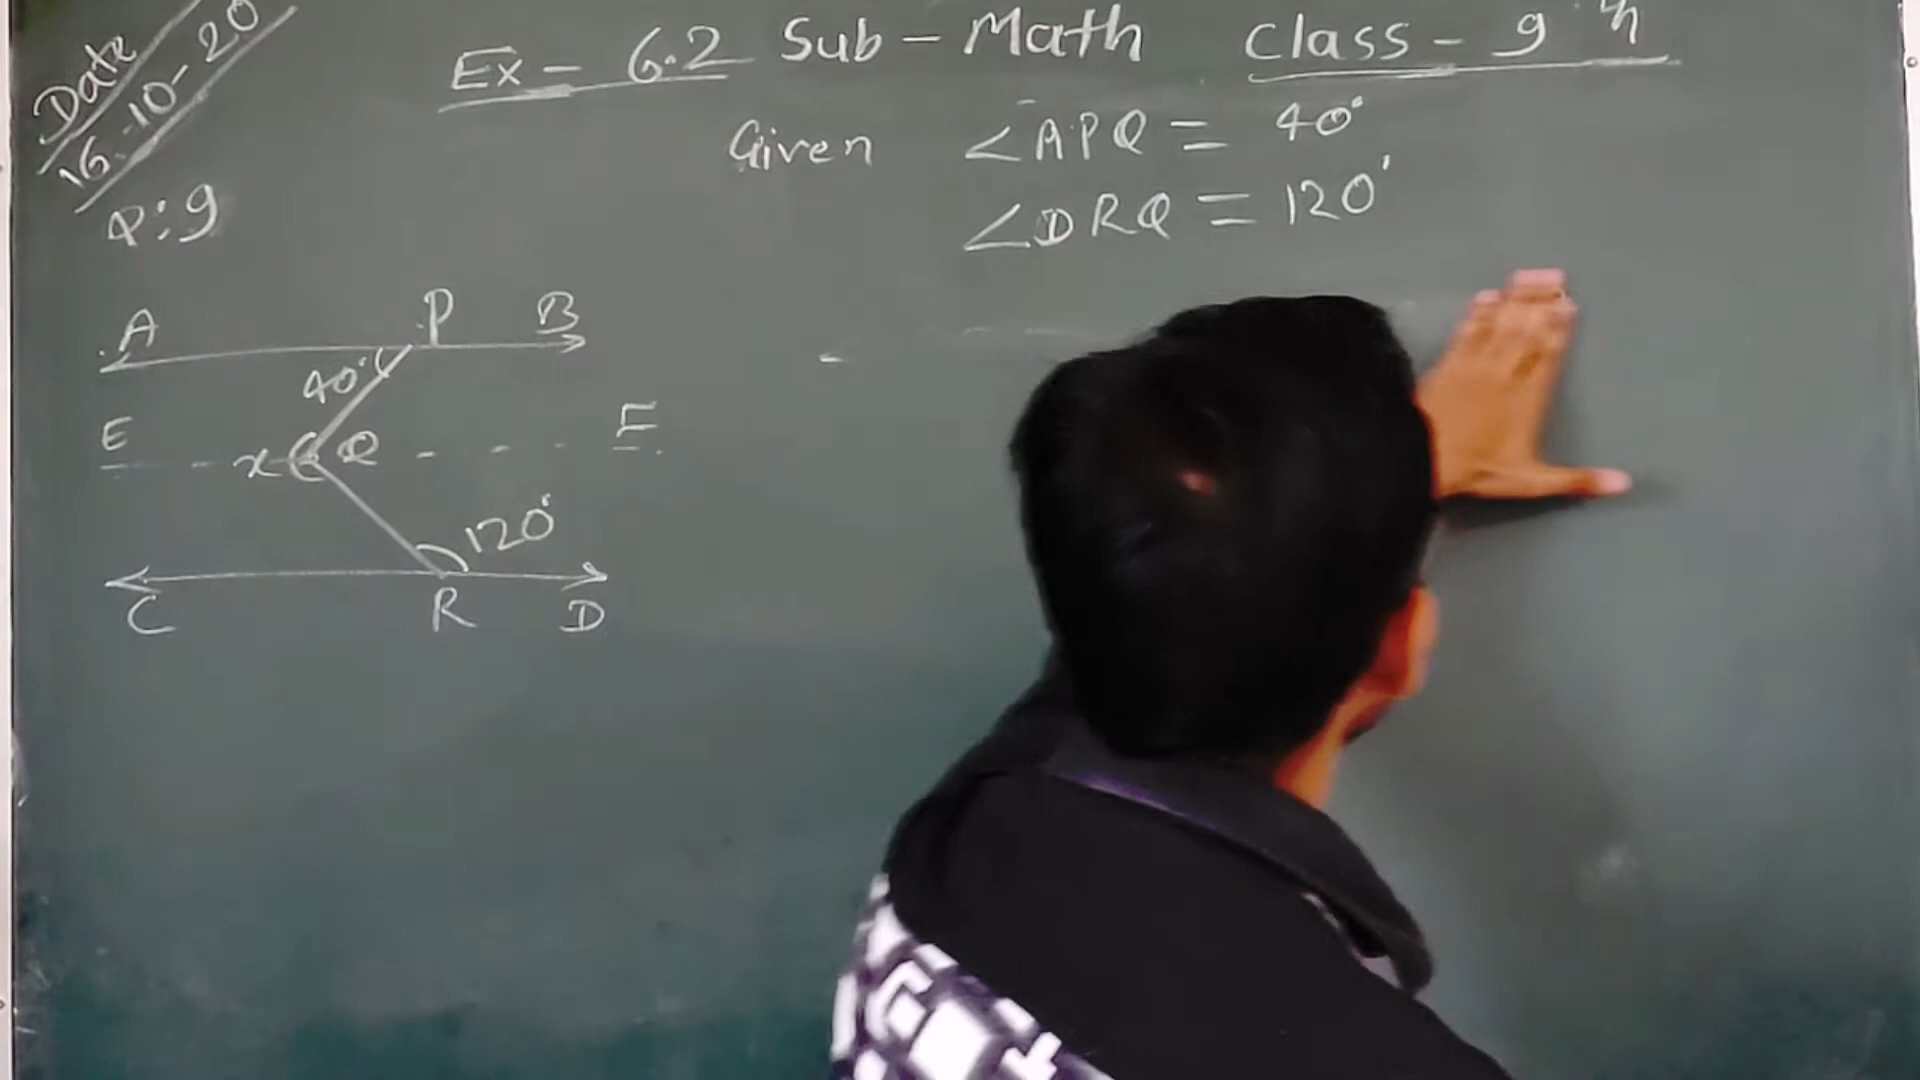 Date
16-10-20
Ex - 6.2 Sub - Math Class - 9th
Given ∠APQ = 40°
∠DRQ = 120°
Q:9
A P B
40°
E x Q F
120°
C R D